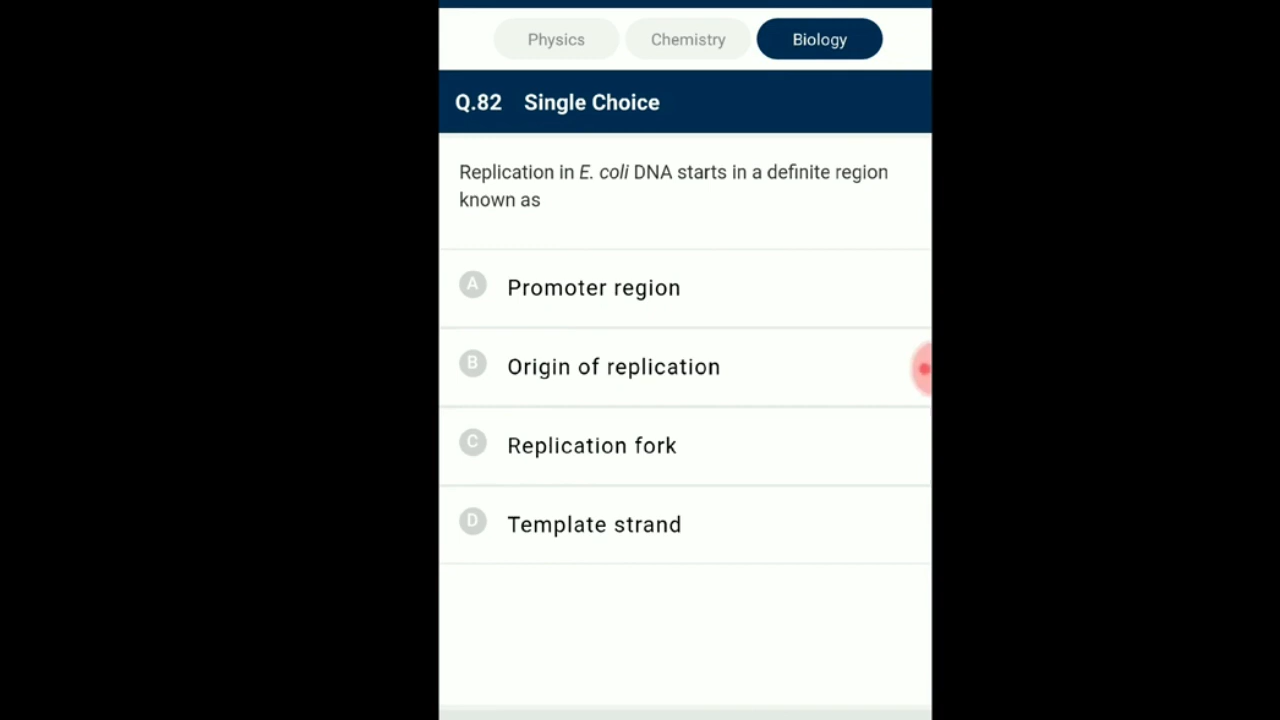 Physics Chemistry Biology
Q.82 Single Choice
Replication in E. coli DNA starts in a definite region
known as
A Promoter region
B Origin of replication
C Replication fork
D Template strand